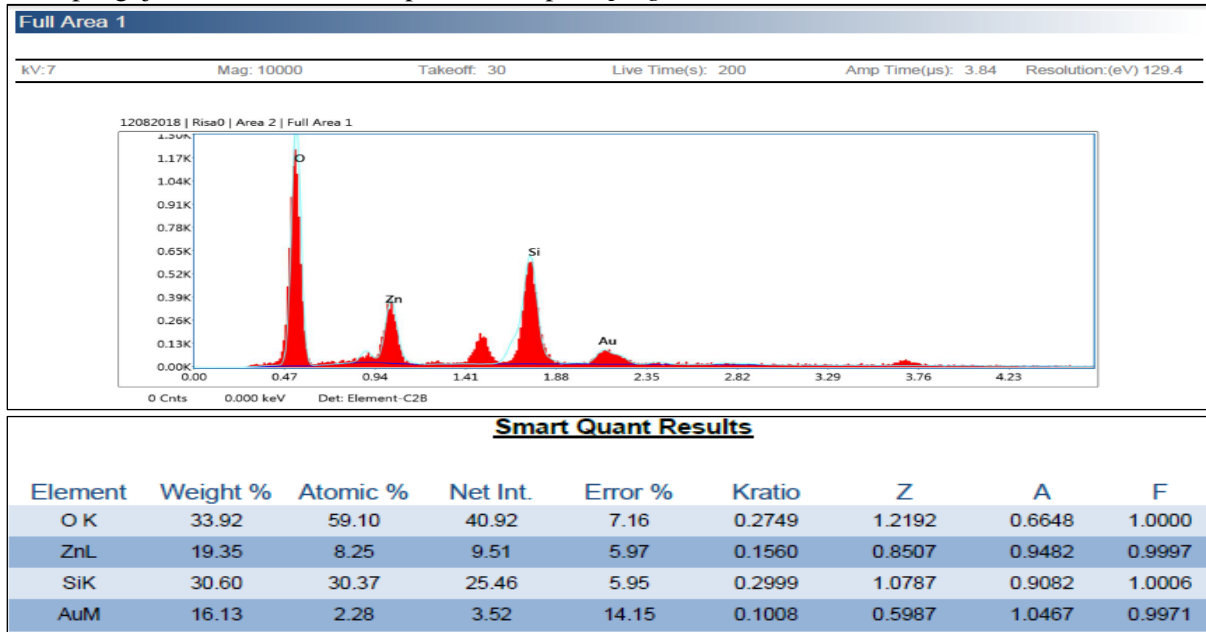 Full Area 1
kV:7 Mag: 10000 Takeoff: 30 Live Time(s): 200 Amp Time(µs): 3.84 Resolution:(eV) 129.4
12082018 | Risa0 | Area 2 | Full Area 1
1.30K
1.17K O
1.04K
0.91K
0.78K
0.65K Si
0.52K
0.39K Zn
0.26K
0.13K Au
0.00K
0.00 0.47 0.94 1.41 1.88 2.35 2.82 3.29 3.76 4.23
0 Cnts 0.000 keV Det: Element-C2B
Smart Quant Results
Element Weight % Atomic % Net Int. Error % Kratio Z A F
O K 33.92 59.10 40.92 7.16 0.2749 1.2192 0.6648 1.0000
ZnL 19.35 8.25 9.51 5.97 0.1560 0.8507 0.9482 0.9997
SiK 30.60 30.37 25.46 5.95 0.2999 1.0787 0.9082 1.0006
AuM 16.13 2.28 3.52 14.15 0.1008 0.5987 1.0467 0.9971